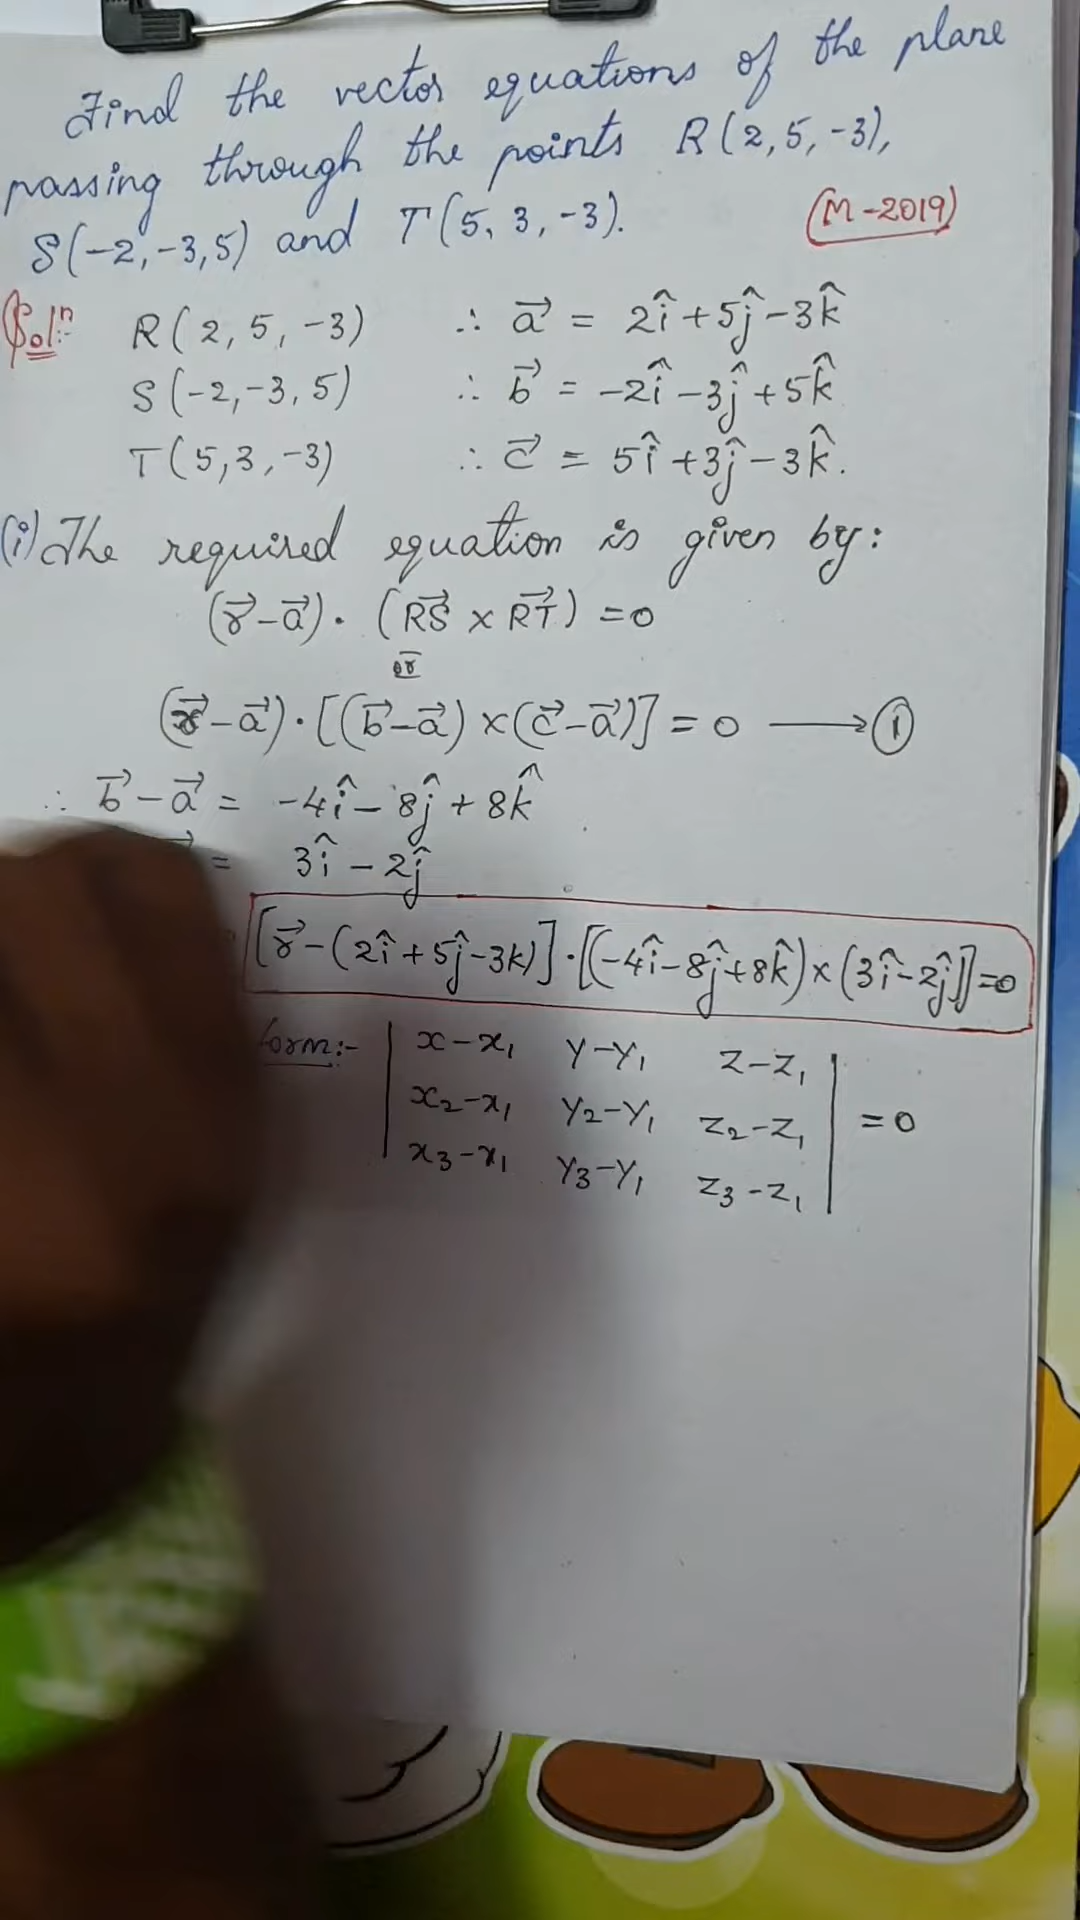 Find the vector equations of the plane
passing through the points R(2, 5, -3),
S(-2, -3, 5) and T(5, 3, -3). (M-2019)
Solⁿ:- R(2, 5, -3) ∴ a⃗ = 2î + 5ĵ - 3k̂
S(-2, -3, 5) ∴ b⃗ = -2î - 3ĵ + 5k̂
T(5, 3, -3) ∴ c⃗ = 5î + 3ĵ - 3k̂.
(i) The required equation is given by:
(r⃗ - a⃗) · (RS⃗ × RT⃗) = 0
or
(r⃗ - a⃗) · [(b⃗ - a⃗) × (c⃗ - a⃗)] = 0 ⟶ ①
∴ b⃗ - a⃗ = -4î - 8ĵ + 8k̂
= 3î - 2ĵ
[r⃗ - (2î + 5ĵ - 3k)] · [(-4î - 8ĵ + 8k̂) × (3î - 2ĵ)] = 0
form:- | x - x₁ y - y₁ z - z₁ |
| x₂ - x₁ y₂ - y₁ z₂ - z₁ | = 0
| x₃ - x₁ y₃ - y₁ z₃ - z₁ |